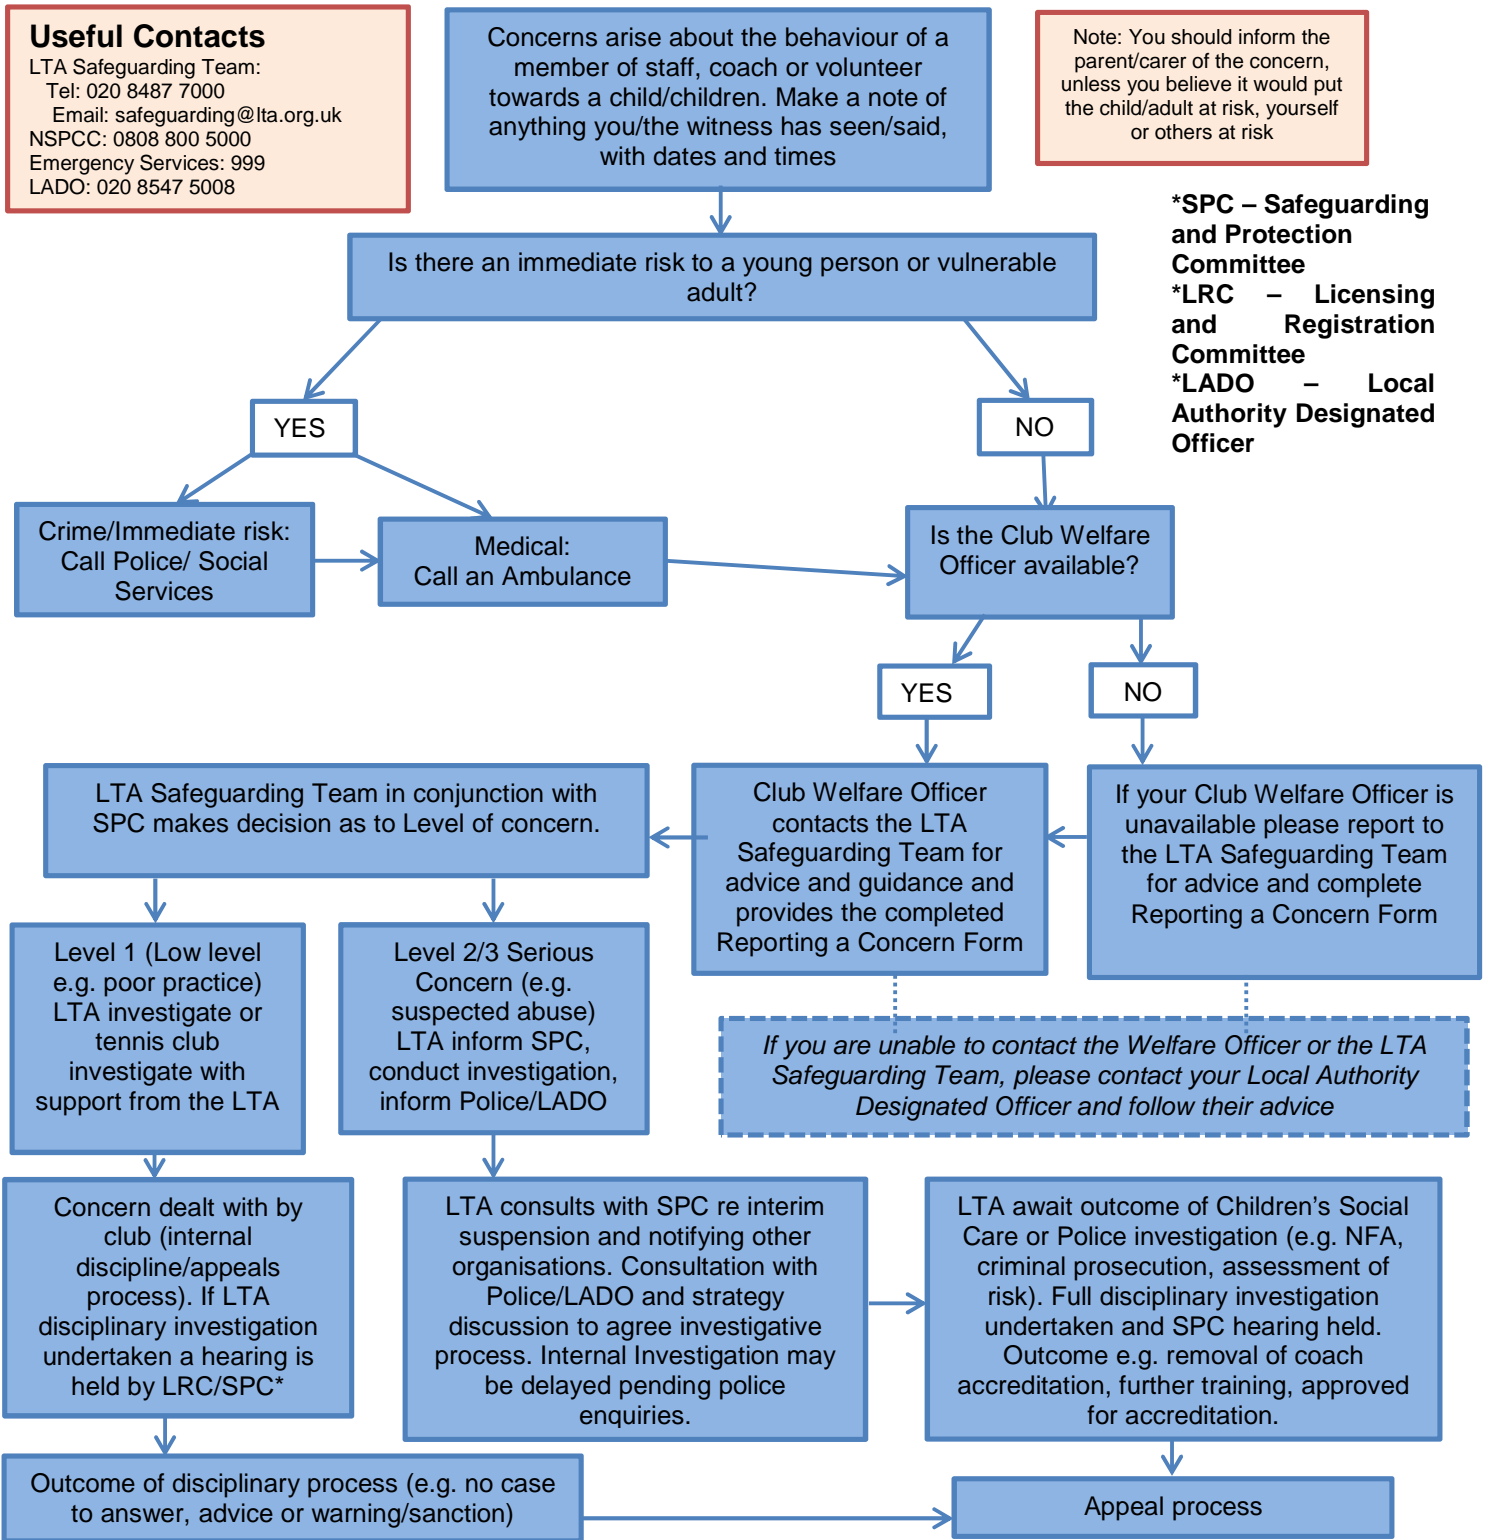 Useful Contacts
LTA Safeguarding Team:
Tel: 020 8487 7000
Email: safeguarding@lta.org.uk
NSPCC: 0808 800 5000
Emergency Services: 999
LADO: 020 8547 5008
Concerns arise about the behaviour of a
member of staff, coach or volunteer
towards a child/children. Make a note of
anything you/the witness has seen/said,
with dates and times
Note: You should inform the
parent/carer of the concern,
unless you believe it would put
the child/adult at risk, yourself
or others at risk
*SPC – Safeguarding
and Protection
Committee
*LRC – Licensing
and Registration
Committee
*LADO – Local
Authority Designated
Officer
Is there an immediate risk to a young person or vulnerable
adult?
YES
NO
Crime/Immediate risk:
Call Police/ Social
Services
Medical:
Call an Ambulance
Is the Club Welfare
Officer available?
YES
NO
LTA Safeguarding Team in conjunction with
SPC makes decision as to Level of concern.
Club Welfare Officer
contacts the LTA
Safeguarding Team for
advice and guidance and
provides the completed
Reporting a Concern Form
If your Club Welfare Officer is
unavailable please report to
the LTA Safeguarding Team
for advice and complete
Reporting a Concern Form
Level 1 (Low level
e.g. poor practice)
LTA investigate or
tennis club
investigate with
support from the LTA
Level 2/3 Serious
Concern (e.g.
suspected abuse)
LTA inform SPC,
conduct investigation,
inform Police/LADO
If you are unable to contact the Welfare Officer or the LTA
Safeguarding Team, please contact your Local Authority
Designated Officer and follow their advice
Concern dealt with by
club (internal
discipline/appeals
process). If LTA
disciplinary investigation
undertaken a hearing is
held by LRC/SPC*
LTA consults with SPC re interim
suspension and notifying other
organisations. Consultation with
Police/LADO and strategy
discussion to agree investigative
process. Internal Investigation may
be delayed pending police
enquiries.
LTA await outcome of Children’s Social
Care or Police investigation (e.g. NFA,
criminal prosecution, assessment of
risk). Full disciplinary investigation
undertaken and SPC hearing held.
Outcome e.g. removal of coach
accreditation, further training, approved
for accreditation.
Outcome of disciplinary process (e.g. no case
to answer, advice or warning/sanction)
Appeal process